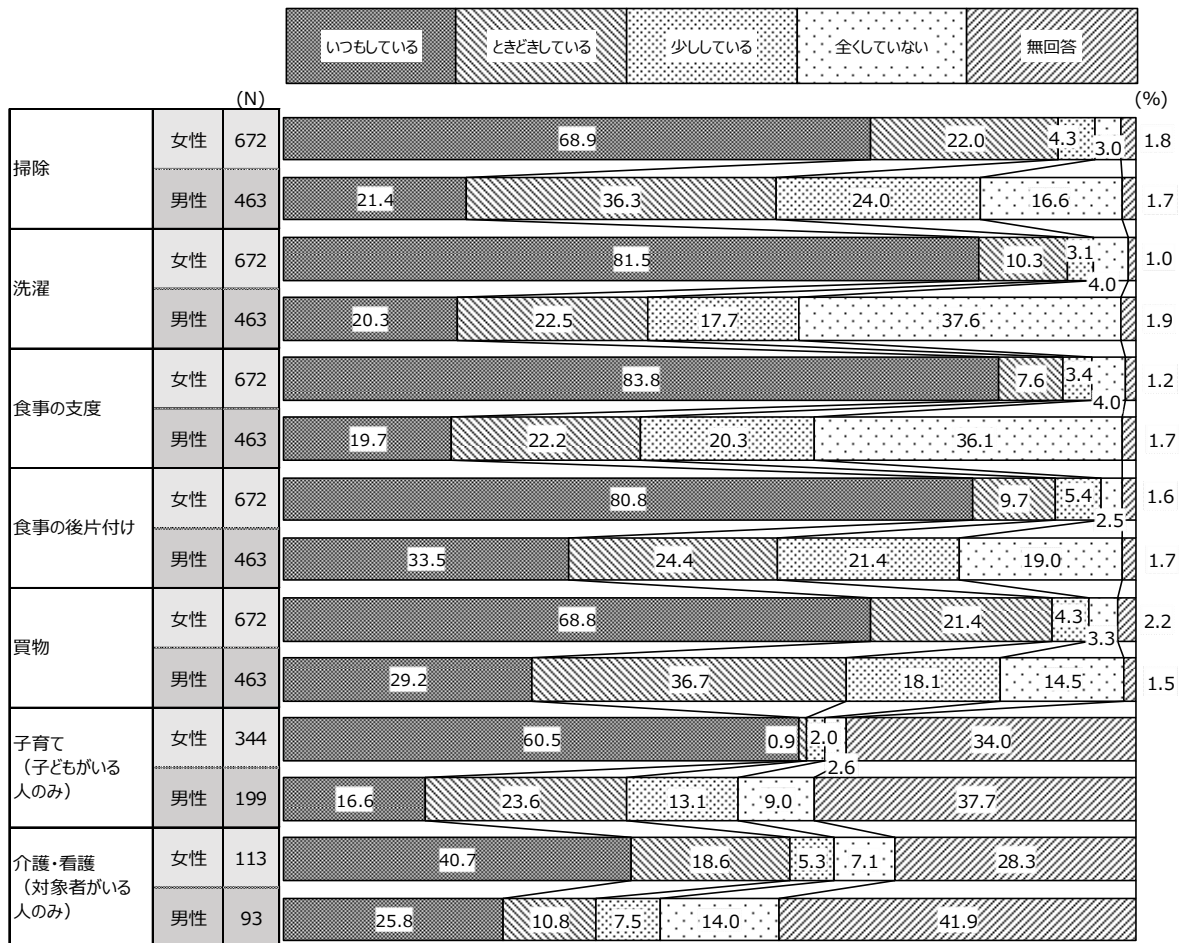 いつもしている ときどきしている 少ししている 全くしていない 無回答
(N) (%)
掃除
女性 672 68.9 22.0 4.3 3.0 1.8
男性 463 21.4 36.3 24.0 16.6 1.7
洗濯
女性 672 81.5 10.3 3.1 4.0 1.0
男性 463 20.3 22.5 17.7 37.6 1.9
食事の支度
女性 672 83.8 7.6 3.4 4.0 1.2
男性 463 19.7 22.2 20.3 36.1 1.7
食事の後片付け
女性 672 80.8 9.7 5.4 2.5 1.6
男性 463 33.5 24.4 21.4 19.0 1.7
買物
女性 672 68.8 21.4 4.3 3.3 2.2
男性 463 29.2 36.7 18.1 14.5 1.5
子育て
（子どもがいる
人のみ）
女性 344 60.5 0.9 2.0 2.6 34.0
男性 199 16.6 23.6 13.1 9.0 37.7
介護・看護
（対象者がいる
人のみ）
女性 113 40.7 18.6 5.3 7.1 28.3
男性 93 25.8 10.8 7.5 14.0 41.9